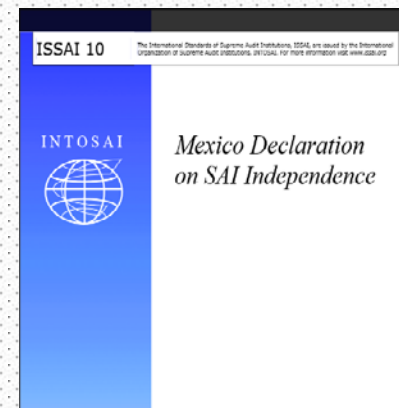 ISSAI 10
The International Standards of Supreme Audit Institutions, ISSAI, are issued by the International
Organization of Supreme Audit Institutions, INTOSAI. For more information visit www.issai.org
INTOSAI
Mexico Declaration
on SAI Independence